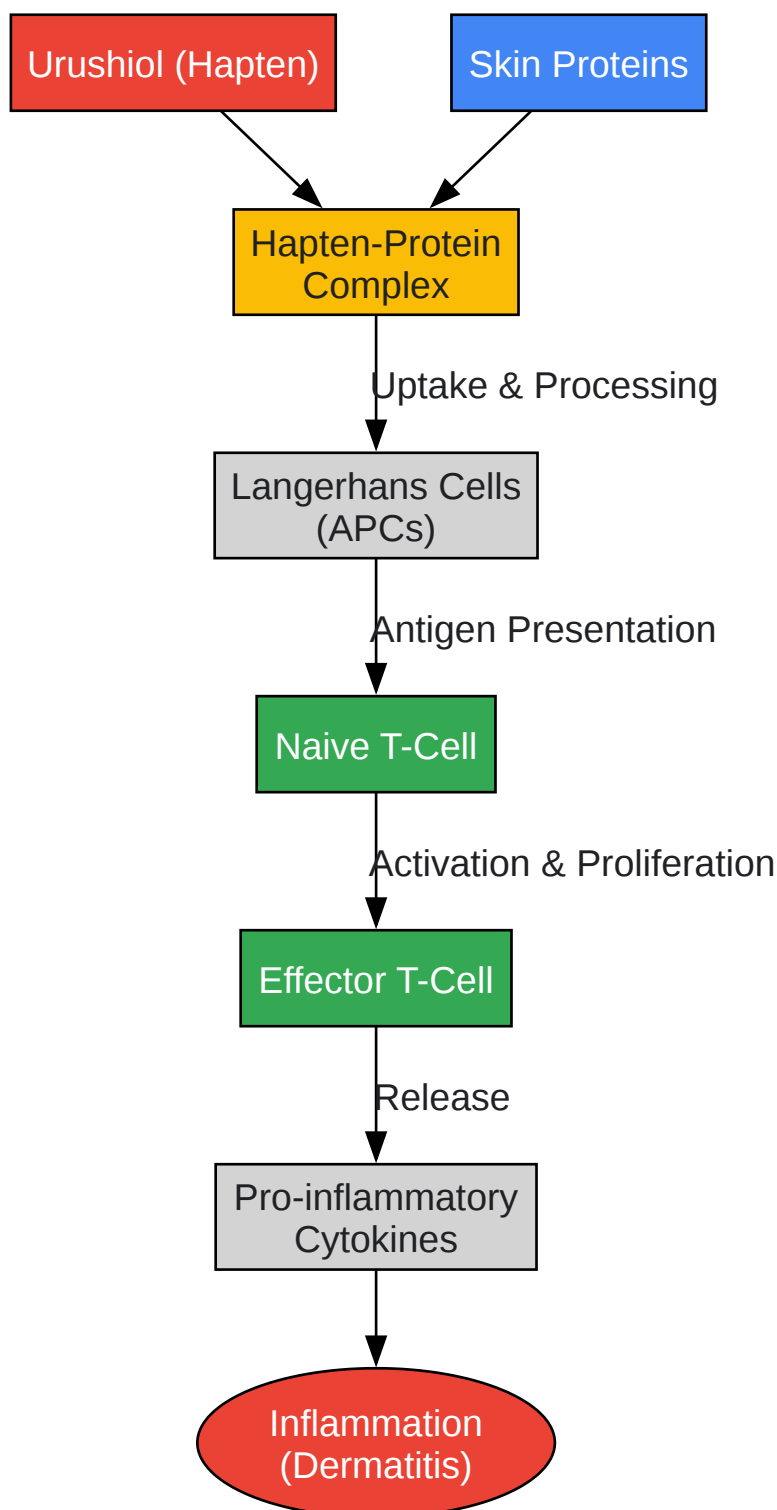 Urushiol (Hapten)
Skin Proteins
Hapten-Protein
Complex
Uptake & Processing
Langerhans Cells
(APCs)
Antigen Presentation
Naive T-Cell
Activation & Proliferation
Effector T-Cell
Release
Pro-inflammatory
Cytokines
Inflammation
(Dermatitis)